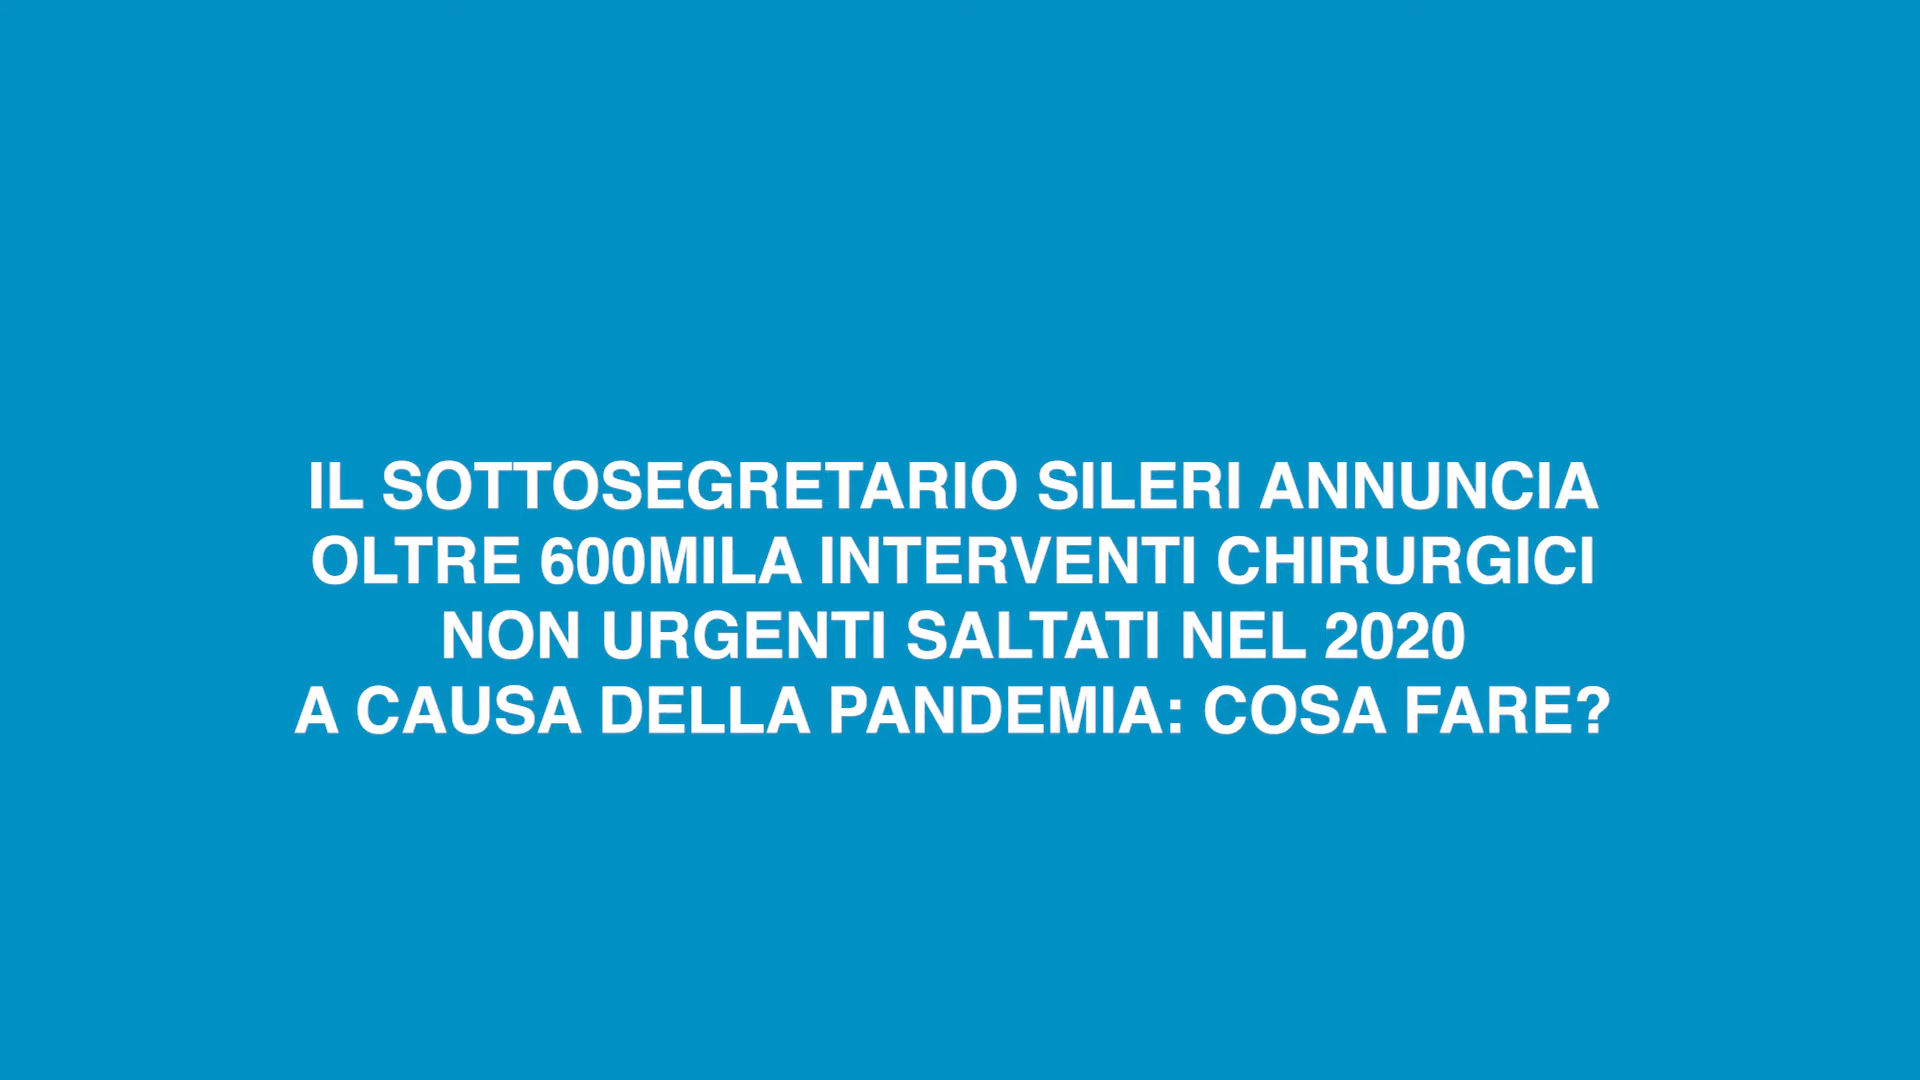 IL SOTTOSEGRETARIO SILERI ANNUNCIA
OLTRE 600MILA INTERVENTI CHIRURGICI
NON URGENTI SALTATI NEL 2020
A CAUSA DELLA PANDEMIA: COSA FARE?